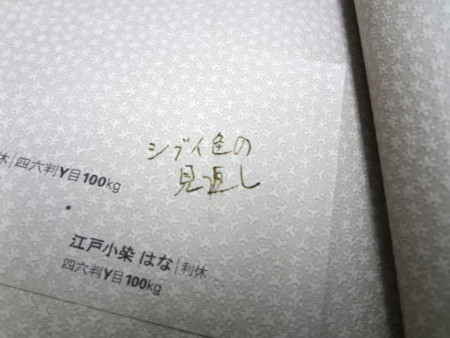 シブイ色の
見返し
休|四六判Y目100kg
江戸小染 はな|利休
四六判Y目100kg